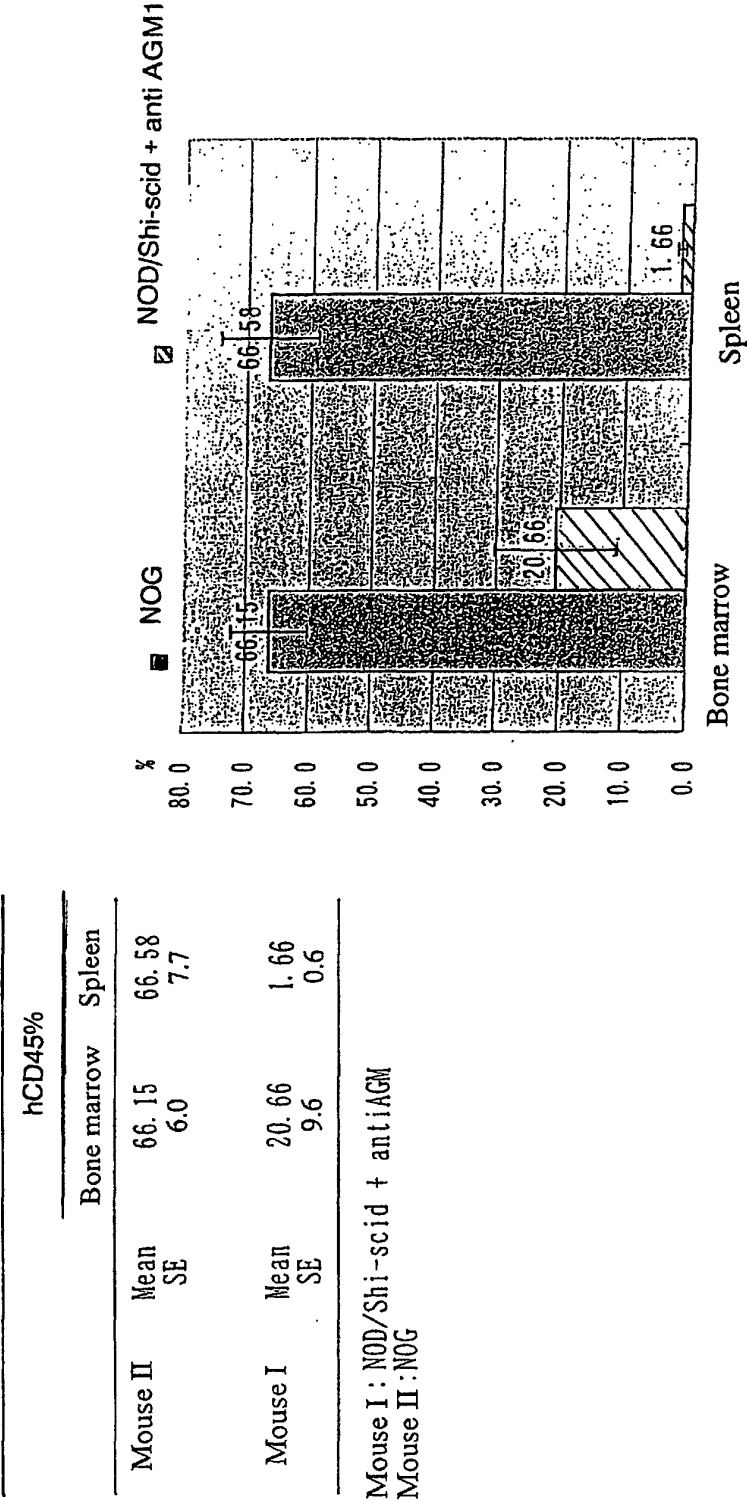 hCD45%
Bone marrow Spleen
Mouse II Mean 66.15 66.58
SE 6.0 7.7
Mouse I Mean 20.66 1.66
SE 9.6 0.6
Mouse I : NOD/Shi-scid + antiAGM
Mouse II :NOG
NOG
NOD/Shi-scid + anti AGM1
%
80.0
70.0
60.0
50.0
40.0
30.0
20.0
10.0
0.0
66.15
20.66
66.58
1.66
Bone marrow
Spleen